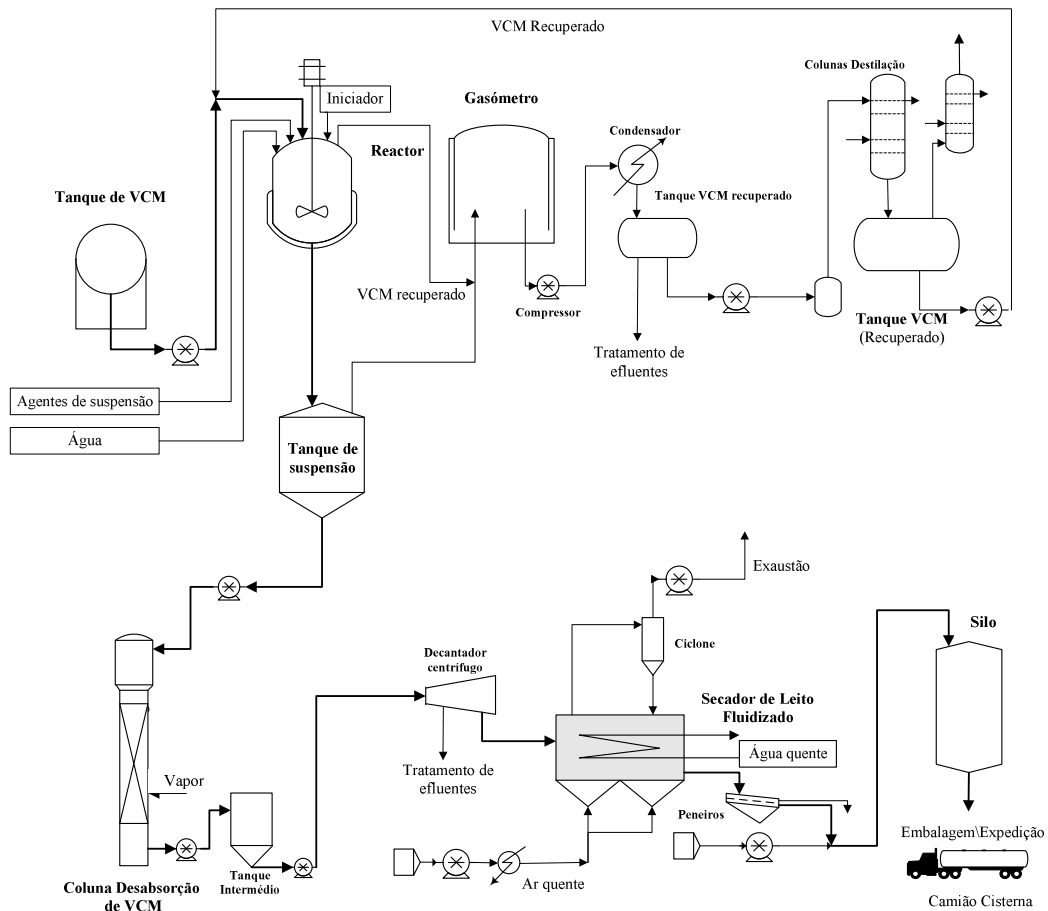 VCM Recuperado
Colunas Destilação
Iniciador
Gasómetro
Condensador
Reactor
Tanque de VCM
Tanque VCM recuperado
VCM recuperado
Compressor
Tanque VCM
(Recuperado)
Tratamento de
efluentes
Agentes de suspensão
Água
Tanque de
suspensão
Exaustão
Silo
Ciclone
Decantador
centrífugo
Secador de Leito
Fluidizado
Água quente
Tratamento de
efluentes
Vapor
Peneiros
Embalagem\Expedição
Tanque
Intermédio
Ar quente
Coluna Desabsorção
de VCM
Camião Cisterna